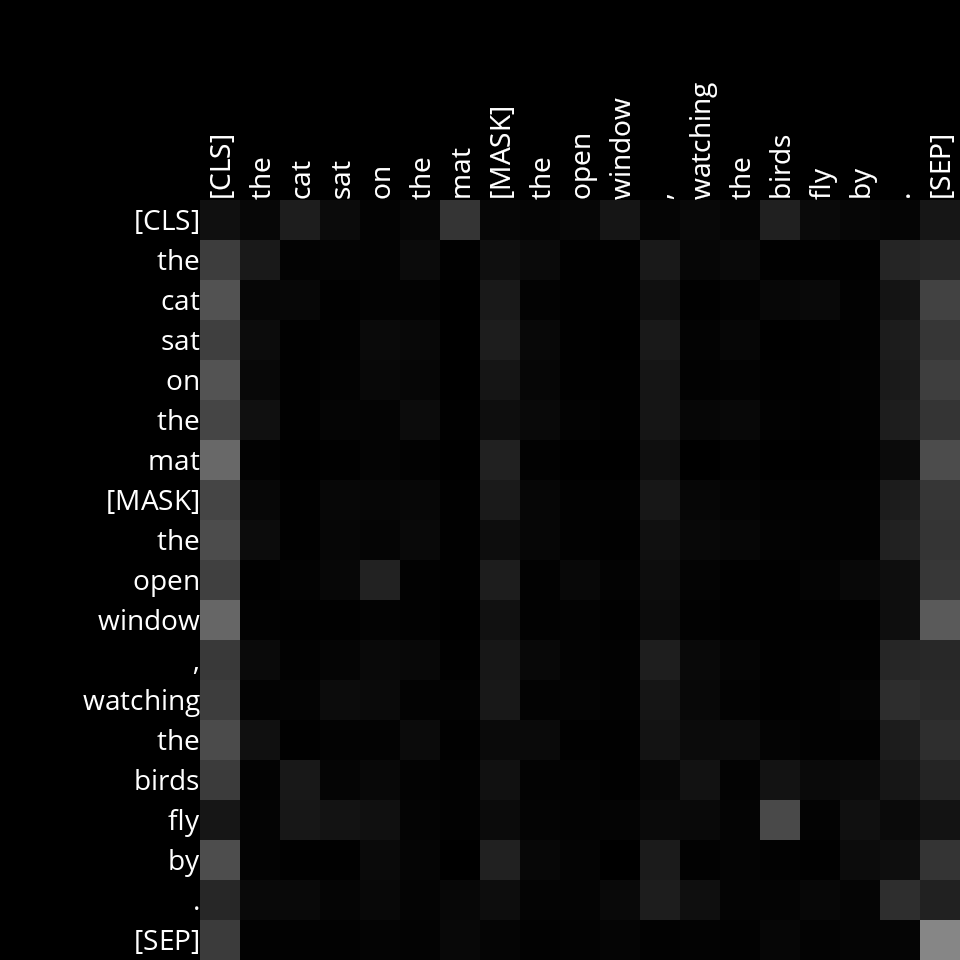 [CLS] the cat sat on the mat [MASK] the open window , watching the birds fly by . [SEP]
[CLS]
the
cat
sat
on
the
mat
[MASK]
the
open
window
,
watching
the
birds
fly
by
.
[SEP]